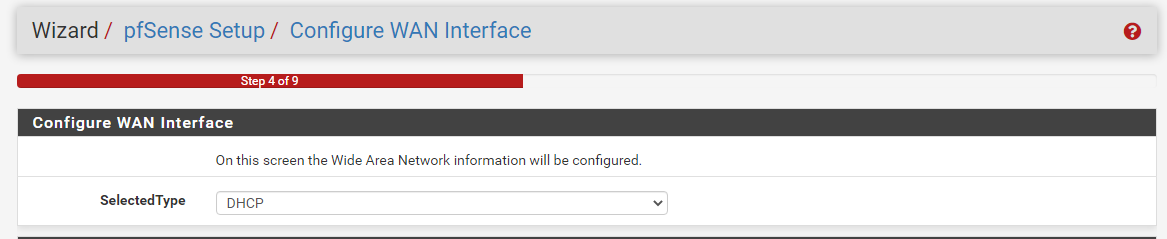 Wizard / pfSense Setup / Configure WAN Interface
Step 4 of 9
Configure WAN Interface
On this screen the Wide Area Network information will be configured.
SelectedType DHCP